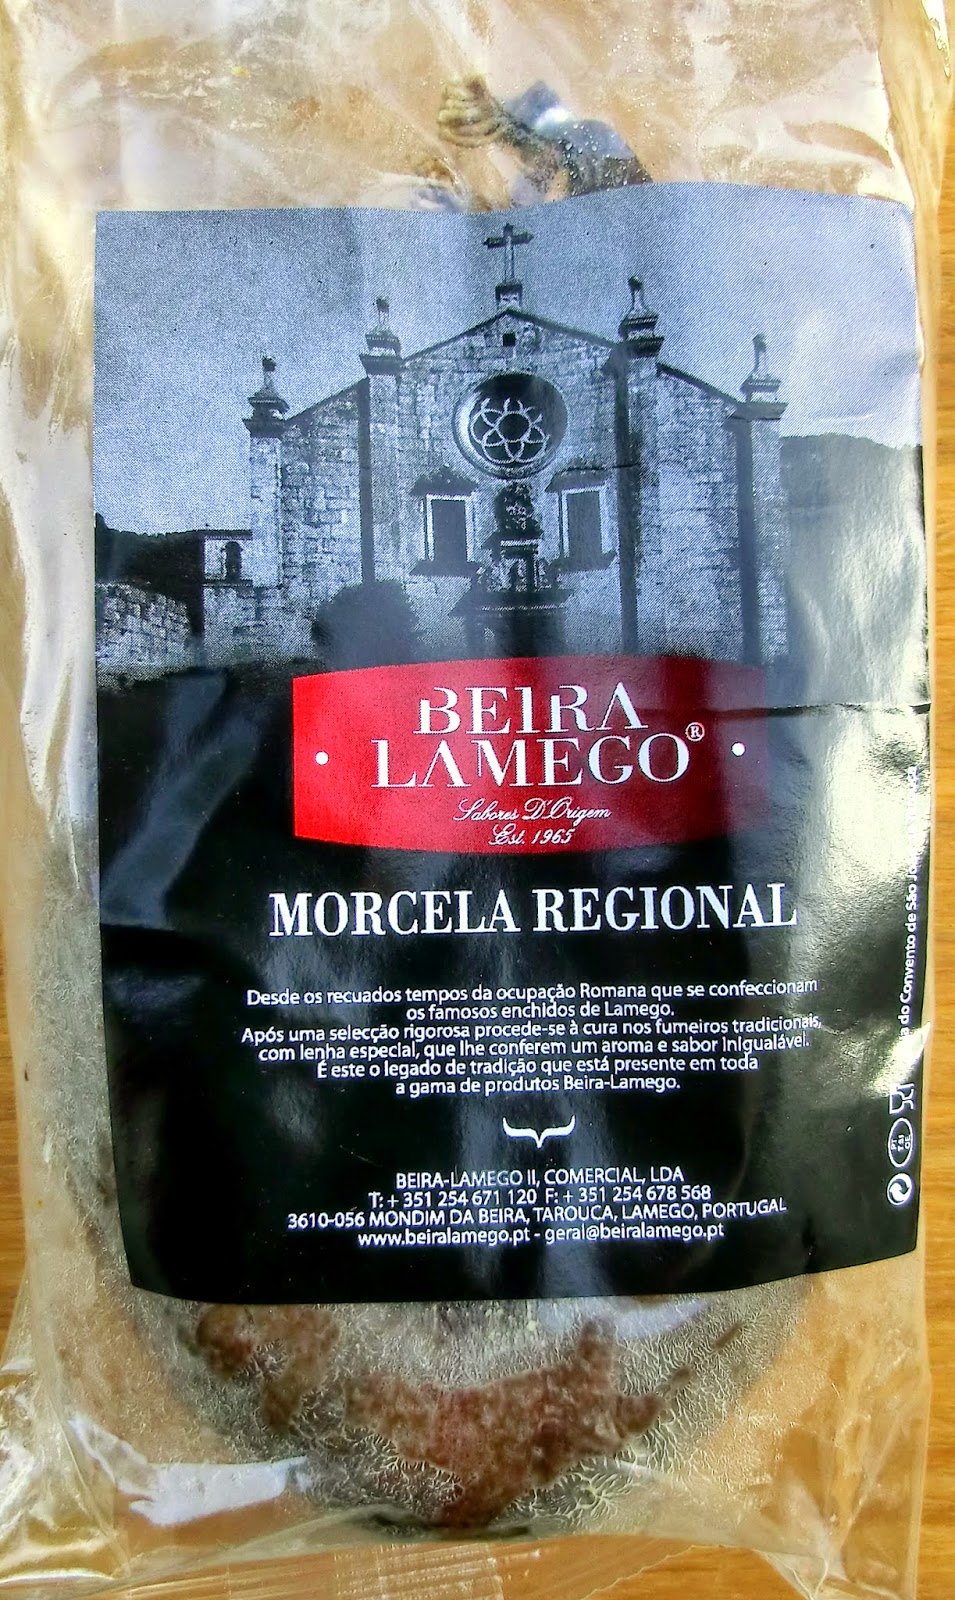 BEIRA
LAMEGO®
Sabores D'Origem
Est. 1965
MORCELA REGIONAL
Desde os recuados tempos da ocupação Romana que se confeccionam
os famosos enchidos de Lamego.
Após uma selecção rigorosa procede-se à cura nos fumeiros tradicionais,
com lenha especial, que lhe conferem um aroma e sabor inigualável.
É este o legado de tradição que está presente em toda
a gama de produtos Beira-Lamego.
BEIRA-LAMEGO II, COMERCIAL, LDA
T: + 351 254 671 120 F: + 351 254 678 568
3610-056 MONDIM DA BEIRA, TAROUCA, LAMEGO, PORTUGAL
www.beiralamego.pt - geral@beiralamego.pt
do Convento de São